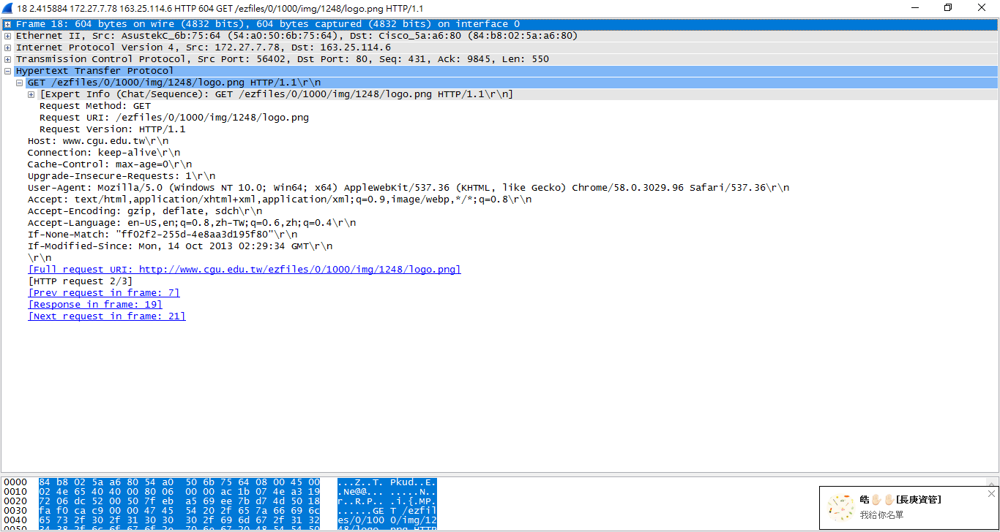 18 2.415884 172.27.7.78 163.25.114.6 HTTP 604 GET /ezfiles/0/1000/img/1248/logo.png HTTP/1.1
Frame 18: 604 bytes on wire (4832 bits), 604 bytes captured (4832 bits) on interface 0
Ethernet II, Src: AsustekC_6b:75:64 (54:a0:50:6b:75:64), Dst: Cisco_5a:a6:80 (84:b8:02:5a:a6:80)
Internet Protocol Version 4, Src: 172.27.7.78, Dst: 163.25.114.6
Transmission Control Protocol, Src Port: 56402, Dst Port: 80, Seq: 431, Ack: 9845, Len: 550
Hypertext Transfer Protocol
GET /ezfiles/0/1000/img/1248/logo.png HTTP/1.1\r\n
[Expert Info (Chat/Sequence): GET /ezfiles/0/1000/img/1248/logo.png HTTP/1.1\r\n]
Request Method: GET
Request URI: /ezfiles/0/1000/img/1248/logo.png
Request Version: HTTP/1.1
Host: www.cgu.edu.tw\r\n
Connection: keep-alive\r\n
Cache-Control: max-age=0\r\n
Upgrade-Insecure-Requests: 1\r\n
User-Agent: Mozilla/5.0 (Windows NT 10.0; Win64; x64) AppleWebKit/537.36 (KHTML, like Gecko) Chrome/58.0.3029.96 Safari/537.36\r\n
Accept: text/html,application/xhtml+xml,application/xml;q=0.9,image/webp,*/*;q=0.8\r\n
Accept-Encoding: gzip, deflate, sdch\r\n
Accept-Language: en-US,en;q=0.8,zh-TW;q=0.6,zh;q=0.4\r\n
If-None-Match: "ff02f2-255d-4e8aa3d195f80"\r\n
If-Modified-Since: Mon, 14 Oct 2013 02:29:34 GMT\r\n
\r\n
[Full request URI: http://www.cgu.edu.tw/ezfiles/0/1000/img/1248/logo.png]
[HTTP request 2/3]
[Prev request in frame: 7]
[Response in frame: 19]
[Next request in frame: 21]
0000 84 b8 02 5a a6 80 54 a0 50 6b 75 64 08 00 45 00 ...Z..T. Pkud..E.
0010 02 4e 65 40 40 00 80 06 00 00 ac 1b 07 4e a3 19 .Ne@@... .....N..
0020 72 06 dc 52 00 50 7f eb a5 69 ee 7b d7 4d 50 18 r..R.P.. .i.{.MP.
0030 fa f0 ca c9 00 00 47 45 54 20 2f 65 7a 66 69 6c ......GE T /ezfil
0040 65 73 2f 30 2f 31 30 30 30 2f 69 6d 67 2f 31 32 es/0/100 0/img/12
0050 34 38 2f 6c 6f 67 6f 2e 70 6e 67 20 48 54 54 50 48/logo. png HTTP
皓✋🏻✋🏻[長庚資管]
我給你名單